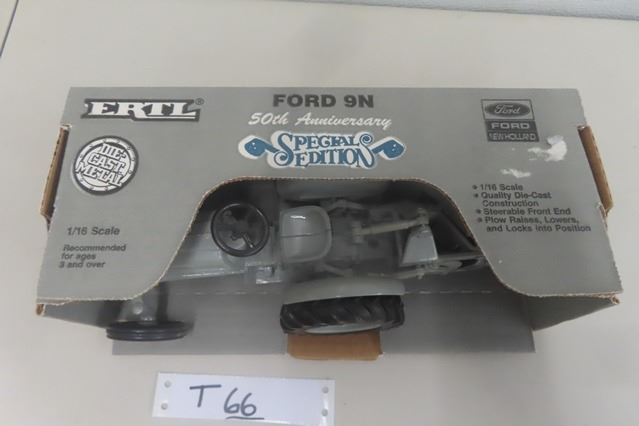 ERTL®
FORD 9N
50th Anniversary
SPECIAL
EDITION
Ford
FORD
NEW HOLLAND
DIE-
CAST
METAL
1/16 Scale
Recommended
for ages
3 and over
• 1/16 Scale
• Quality Die-Cast
Construction
• Steerable Front End
• Plow Raises, Lowers,
and Locks into Position
T 66